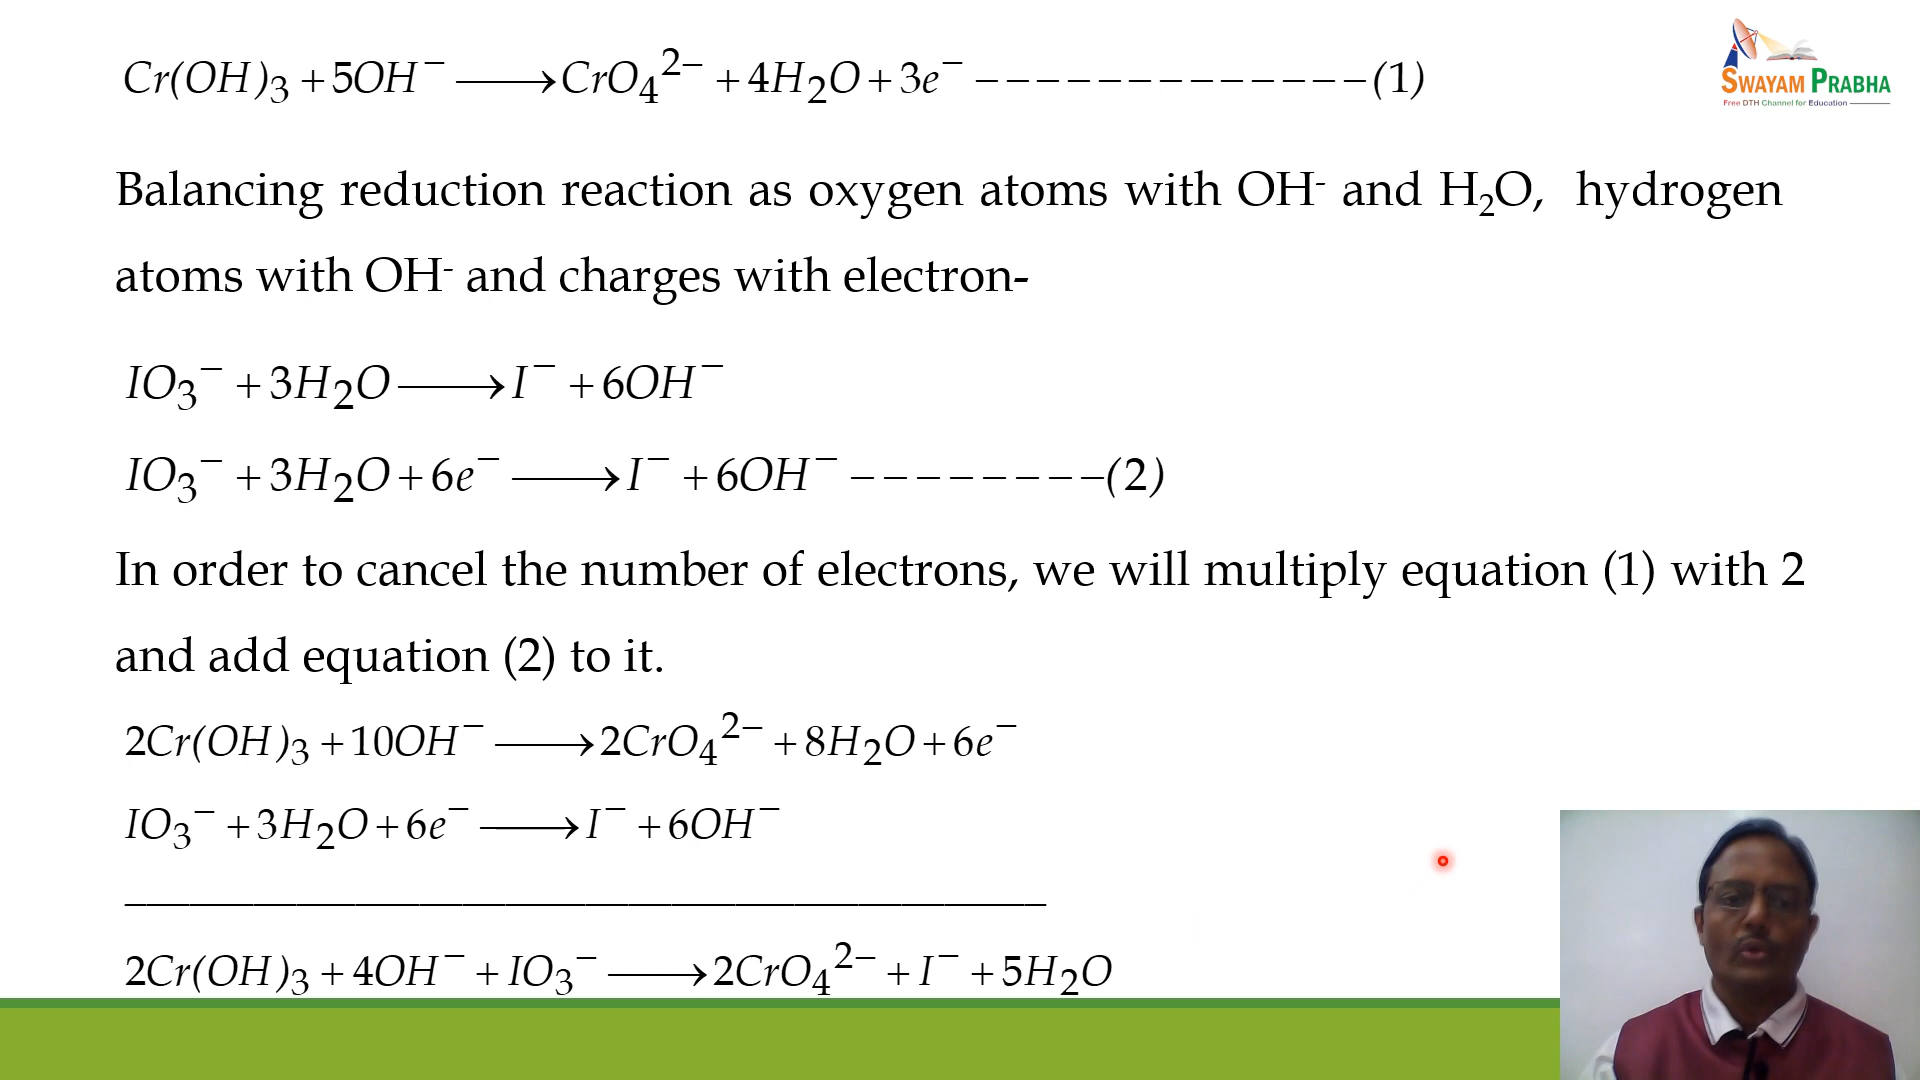 Cr(OH)₃ + 5OH⁻ ⟶ CrO₄²⁻ + 4H₂O + 3e⁻ − − − − − − − − − − − − −(1)
SWAYAM PRABHA
Free DTH Channel for Education
Balancing reduction reaction as oxygen atoms with OH⁻ and H₂O, hydrogen
atoms with OH⁻ and charges with electron-
IO₃⁻ + 3H₂O ⟶ I⁻ + 6OH⁻
IO₃⁻ + 3H₂O + 6e⁻ ⟶ I⁻ + 6OH⁻ − − − − − − − −(2)
In order to cancel the number of electrons, we will multiply equation (1) with 2
and add equation (2) to it.
2Cr(OH)₃ + 10OH⁻ ⟶ 2CrO₄²⁻ + 8H₂O + 6e⁻
IO₃⁻ + 3H₂O + 6e⁻ ⟶ I⁻ + 6OH⁻
2Cr(OH)₃ + 4OH⁻ + IO₃⁻ ⟶ 2CrO₄²⁻ + I⁻ + 5H₂O